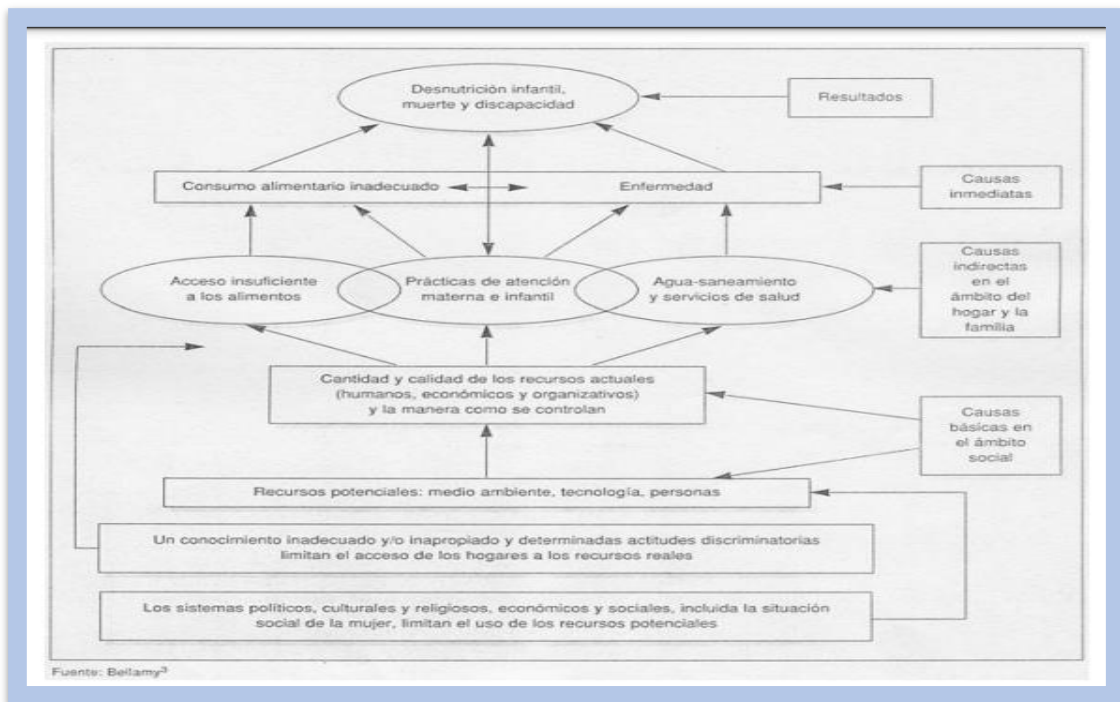 Desnutrición infantil,
muerte y discapacidad
Resultados
Consumo alimentario inadecuado
Enfermedad
Causas
inmediatas
Acceso insuficiente
a los alimentos
Prácticas de atención
materna e infantil
Agua-saneamiento
y servicios de salud
Causas
indirectas
en el
ámbito del
hogar y la
família
Cantidad y calidad de los recursos actuales
(humanos, económicos y organizativos)
y la manera como se controlan
Causas
básicas en
el ámbito
social
Recursos potenciales: medio ambiente, tecnología, personas
Un conocimiento inadecuado y/o inapropiado y determinadas actitudes discriminatorias
limitan el acceso de los hogares a los recursos reales
Los sistemas políticos, culturales y religiosos, económicos y sociales, incluida la situación
social de la mujer, limitan el uso de los recursos potenciales
Fuente: Bellamy³